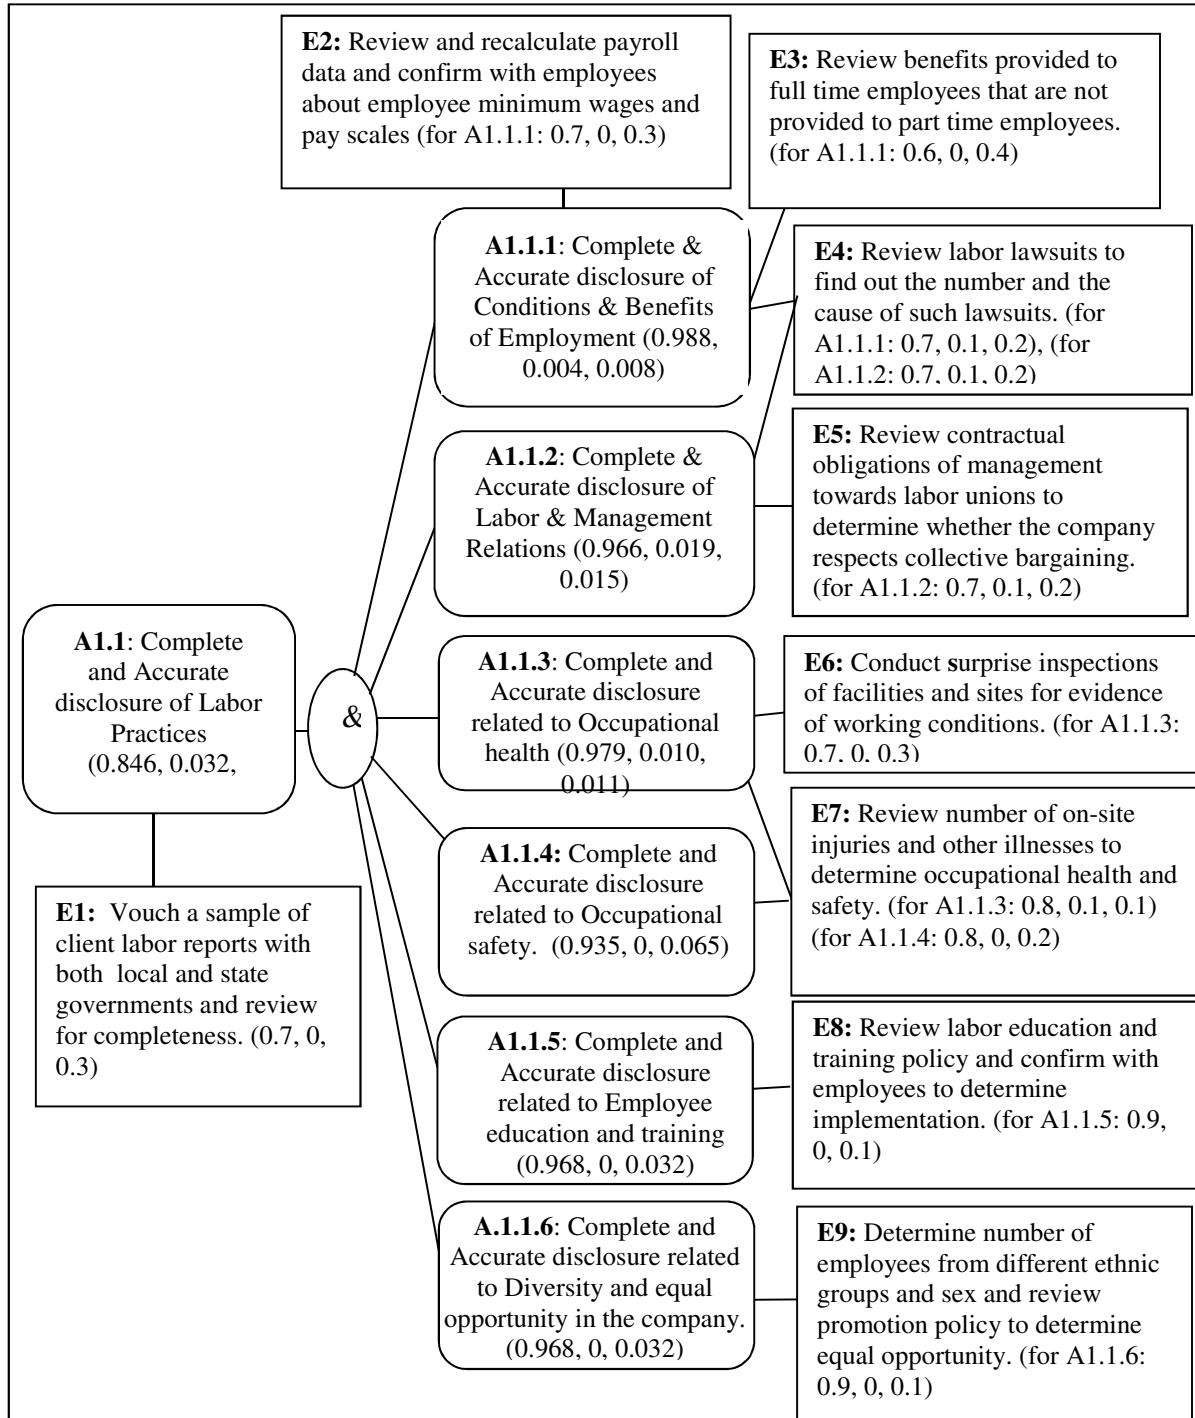 E2: Review and recalculate payroll
data and confirm with employees
about employee minimum wages and
pay scales (for A1.1.1: 0.7, 0, 0.3)
E3: Review benefits provided to
full time employees that are not
provided to part time employees.
(for A1.1.1: 0.6, 0, 0.4)
A1.1.1: Complete &
Accurate disclosure of
Conditions & Benefits
of Employment (0.988,
0.004, 0.008)
E4: Review labor lawsuits to
find out the number and the
cause of such lawsuits. (for
A1.1.1: 0.7, 0.1, 0.2), (for
A1.1.2: 0.7, 0.1, 0.2)
A1.1.2: Complete &
Accurate disclosure of
Labor & Management
Relations (0.966, 0.019,
0.015)
E5: Review contractual
obligations of management
towards labor unions to
determine whether the
company respects collective bargaining.
(for A1.1.2: 0.7, 0.1, 0.2)
A1.1: Complete
and Accurate
disclosure of Labor
Practices
(0.846, 0.032,
&
A1.1.3: Complete and
Accurate disclosure
related to Occupational
health (0.979, 0.010,
0.011)
E6: Conduct surprise inspections
of facilities and sites for evidence
of working conditions. (for A1.1.3:
0.7, 0, 0.3)
A1.1.4: Complete and
Accurate disclosure
related to Occupational
safety. (0.935, 0, 0.065)
E7: Review number of on-site
injuries and other illnesses to
determine occupational health and
safety. (for A1.1.3: 0.8, 0.1, 0.1)
(for A1.1.4: 0.8, 0, 0.2)
E1: Vouch a sample of
client labor reports with
both local and state
governments and review
for completeness. (0.7, 0,
0.3)
A1.1.5: Complete and
Accurate disclosure
related to Employee
education and training
(0.968, 0, 0.032)
E8: Review labor education and
training policy and confirm with
employees to determine
implementation. (for A1.1.5: 0.9,
0, 0.1)
A.1.1.6: Complete and
Accurate disclosure related
to Diversity and equal
opportunity in the company.
(0.968, 0, 0.032)
E9: Determine number of
employees from different ethnic
groups and sex and review
promotion policy to determine
equal opportunity. (for A1.1.6:
0.9, 0, 0.1)